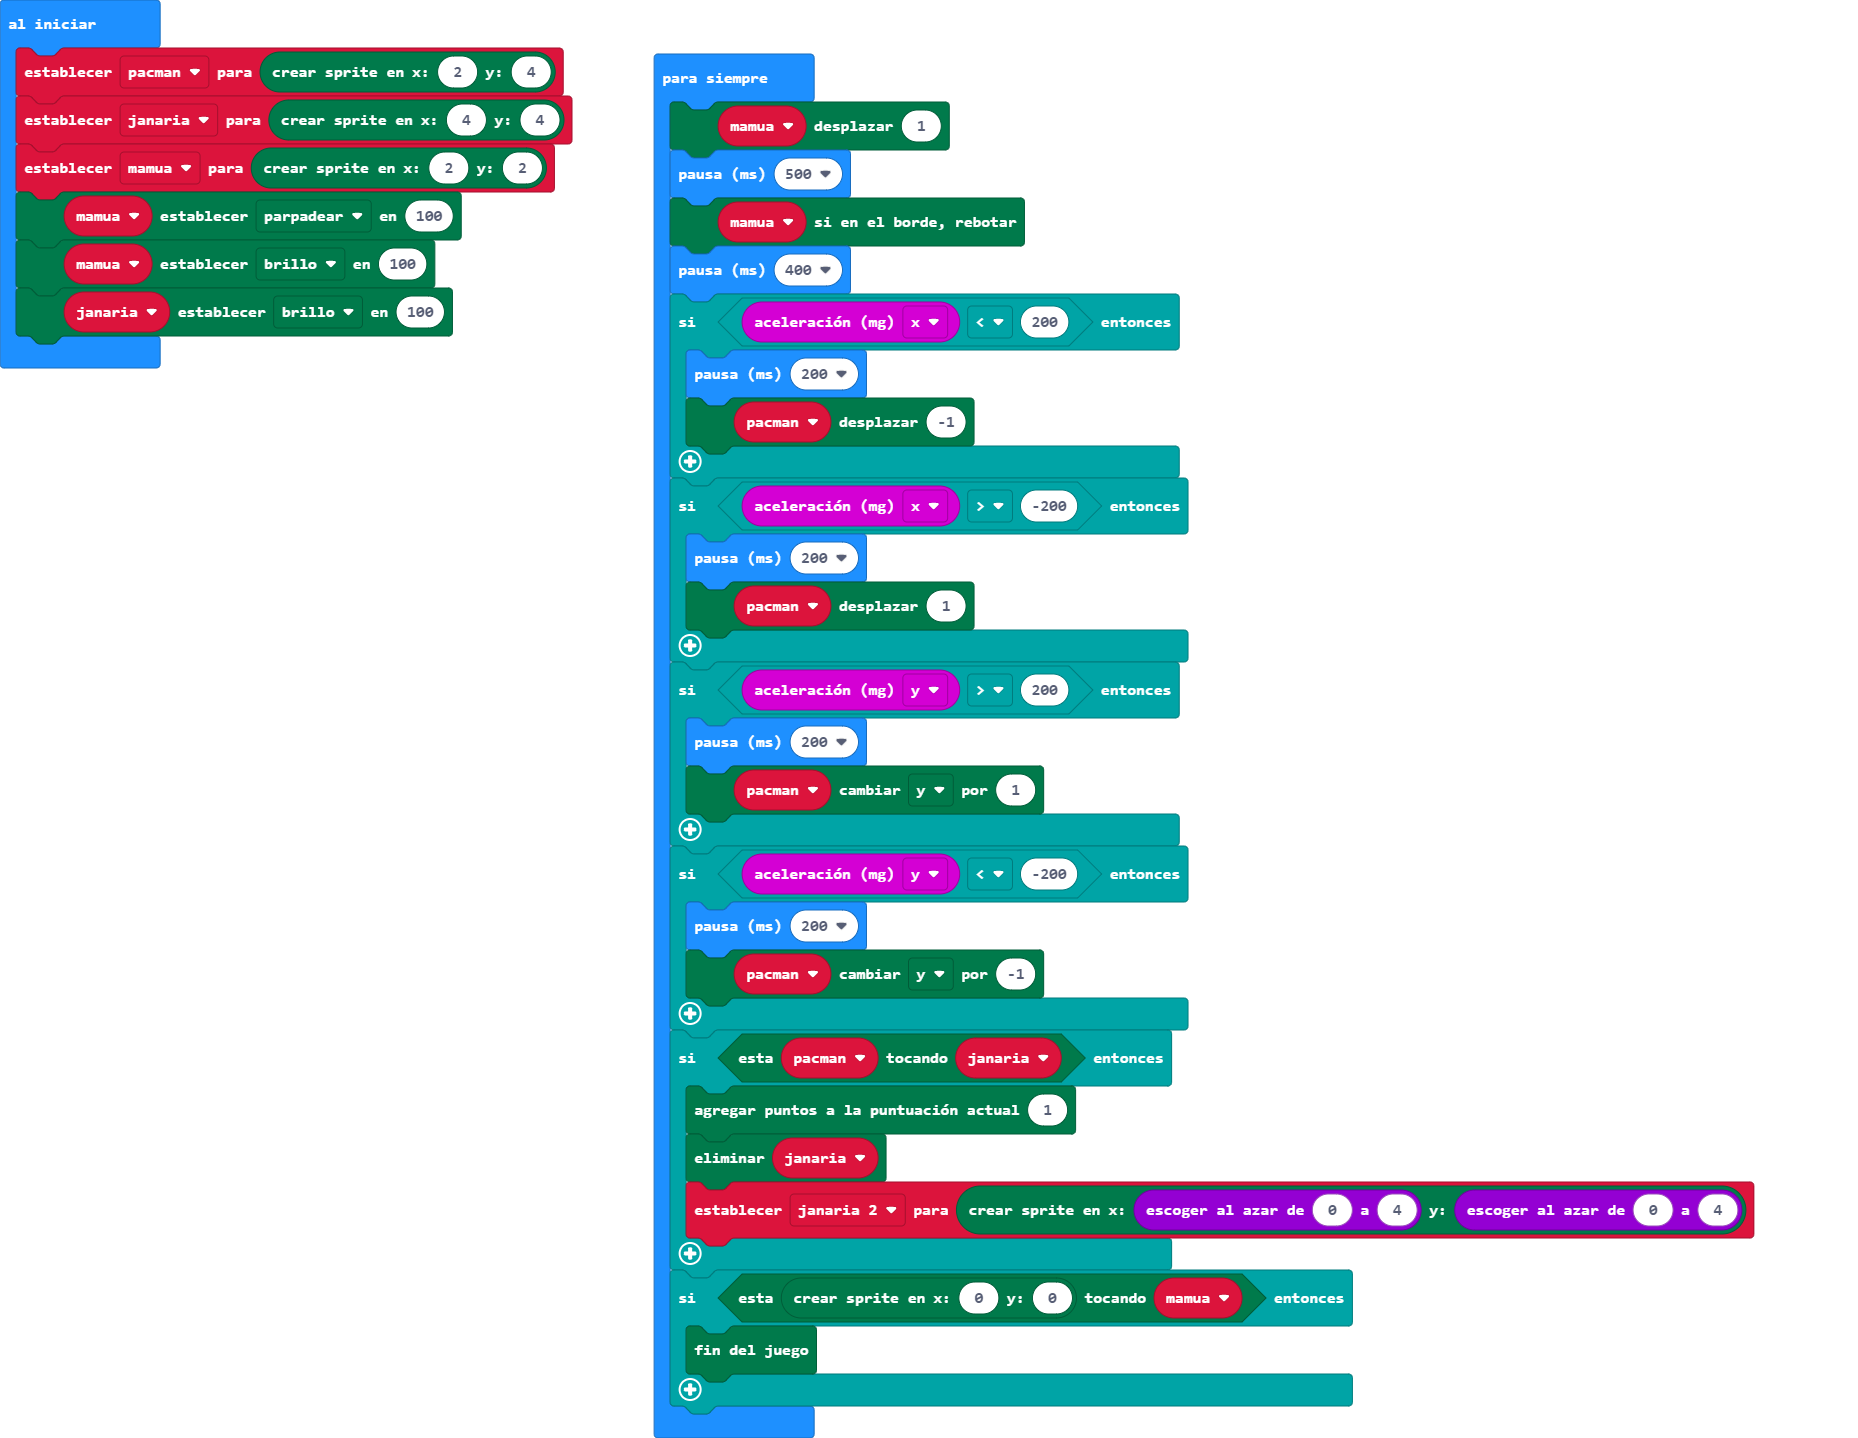 al iniciar
establecer pacman para crear sprite en x: 2 y: 4
establecer janaria para crear sprite en x: 4 y: 4
establecer mamua para crear sprite en x: 2 y: 2
mamua establecer parpadear en 100
mamua establecer brillo en 100
janaria establecer brillo en 100
para siempre
mamua desplazar 1
pausa (ms) 500
mamua si en el borde, rebotar
pausa (ms) 400
si aceleración (mg) x < 200 entonces
pausa (ms) 200
pacman desplazar -1
si aceleración (mg) x > -200 entonces
pausa (ms) 200
pacman desplazar 1
si aceleración (mg) y > 200 entonces
pausa (ms) 200
pacman cambiar y por 1
si aceleración (mg) y < -200 entonces
pausa (ms) 200
pacman cambiar y por -1
si esta pacman tocando janaria entonces
agregar puntos a la puntuación actual 1
eliminar janaria
establecer janaria 2 para crear sprite en x: escoger al azar de 0 a 4 y: escoger al azar de 0 a 4
si esta crear sprite en x: 0 y: 0 tocando mamua entonces
fin del juego